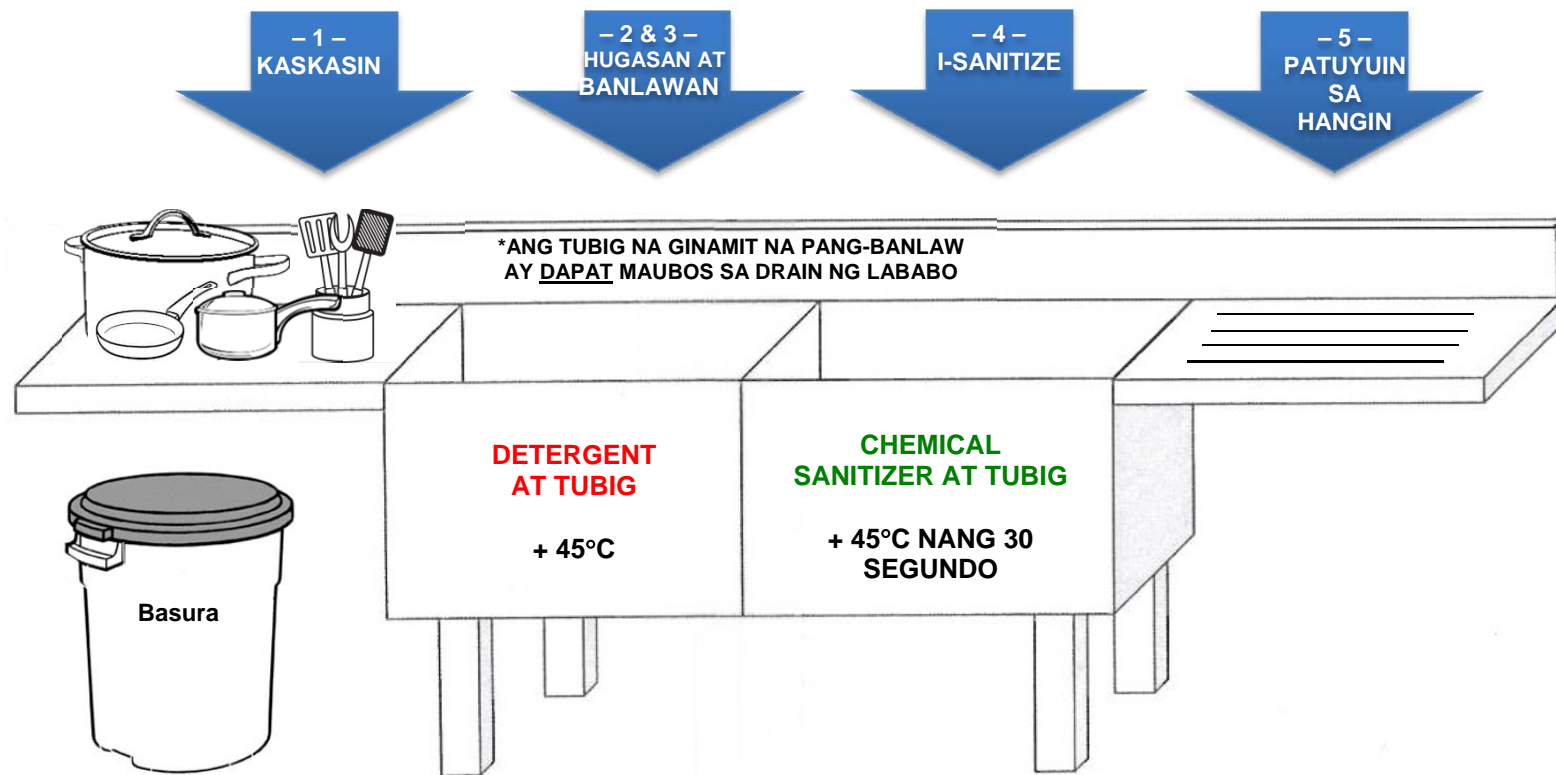 – 1 –
KASKASIN
– 2 & 3 –
HUGASAN AT
BANLAWAN
– 4 –
I-SANITIZE
– 5 –
PATUYUIN
SA
HANGIN
*ANG TUBIG NA GINAMIT NA PANG-BANLAW
AY DAPAT MAUBOS SA DRAIN NG LABABO
DETERGENT
AT TUBIG
+ 45°C
CHEMICAL
SANITIZER AT TUBIG
+ 45°C NANG 30
SEGUNDO
Basura